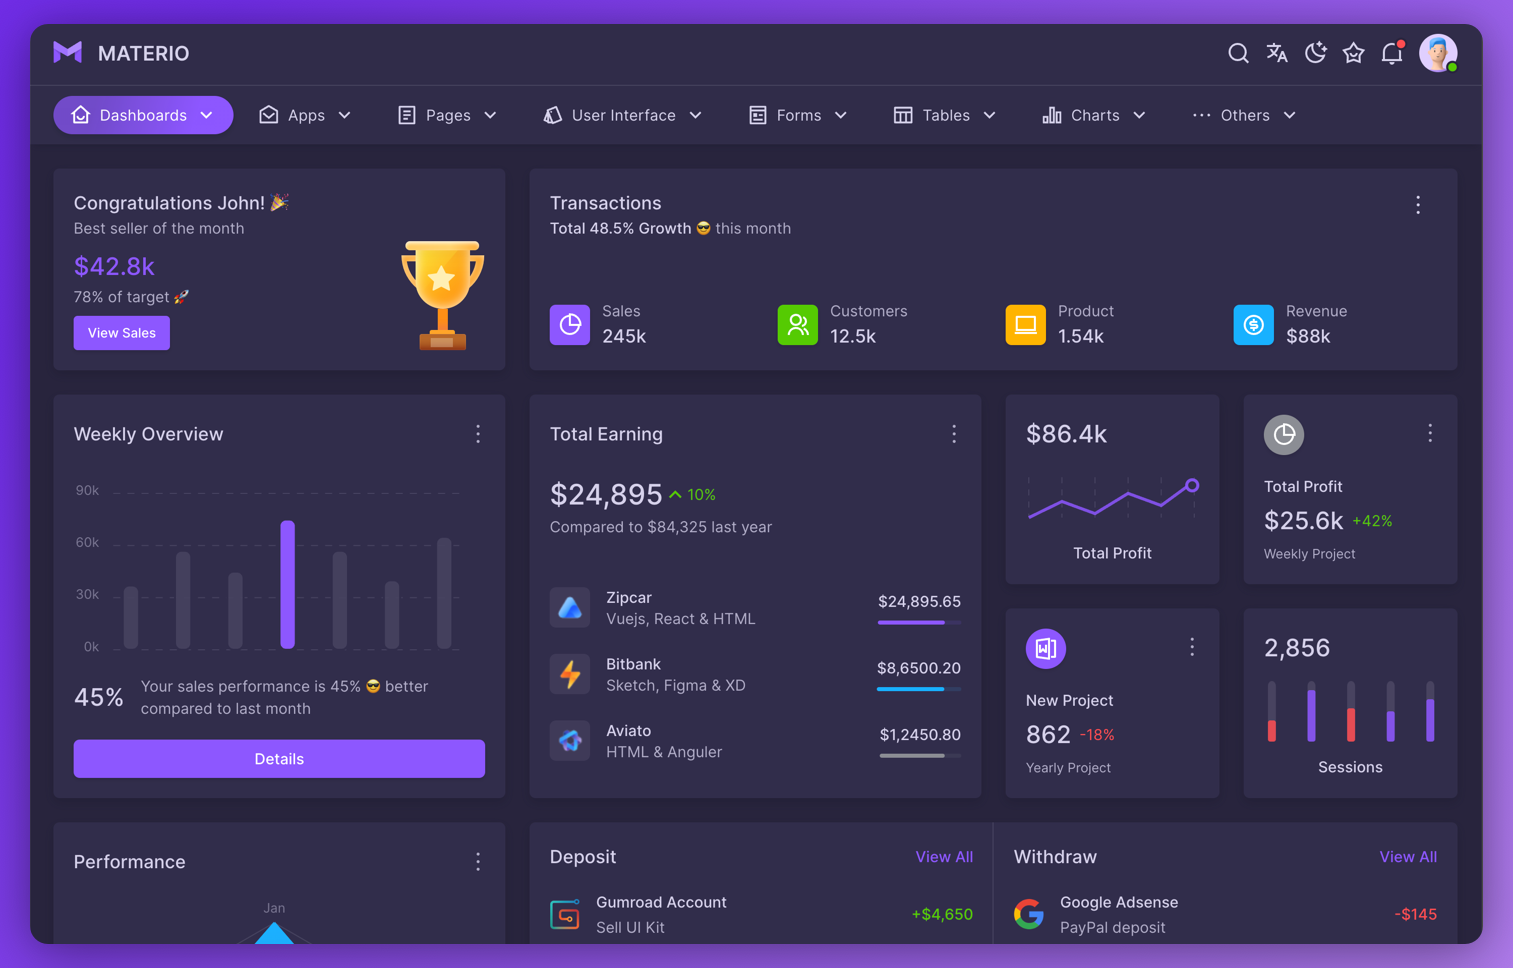 MATERIO
Dashboards
Apps
Pages
User Interface
Forms
Tables
Charts
Others
Congratulations John! 🎉
Best seller of the month
$42.8k
78% of target 🚀
View Sales
Transactions
Total 48.5% Growth 😎 this month
Sales
245k
Customers
12.5k
Product
1.54k
Revenue
$88k
Weekly Overview
90k
60k
30k
0k
45%
Your sales performance is 45% 😎 better
compared to last month
Details
Total Earning
$24,895 10%
Compared to $84,325 last year
Zipcar
Vuejs, React & HTML
$24,895.65
Bitbank
Sketch, Figma & XD
$8,6500.20
Aviato
HTML & Anguler
$1,2450.80
$86.4k
Total Profit
Total Profit
$25.6k +42%
Weekly Project
New Project
862 -18%
Yearly Project
2,856
Sessions
Performance
Jan
Deposit
View All
Gumroad Account
Sell UI Kit
+$4,650
Withdraw
View All
Google Adsense
PayPal deposit
-$145